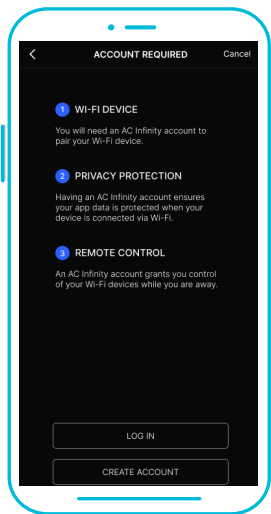 ACCOUNT REQUIRED Cancel
1 WI-FI DEVICE
You will need an AC Infinity account to
pair your Wi-Fi device.
2 PRIVACY PROTECTION
Having an AC Infinity account ensures
your app data is protected when your
device is connected via Wi-Fi.
3 REMOTE CONTROL
An AC Infinity account grants you control
of your Wi-Fi devices while you are away.
LOG IN
CREATE ACCOUNT